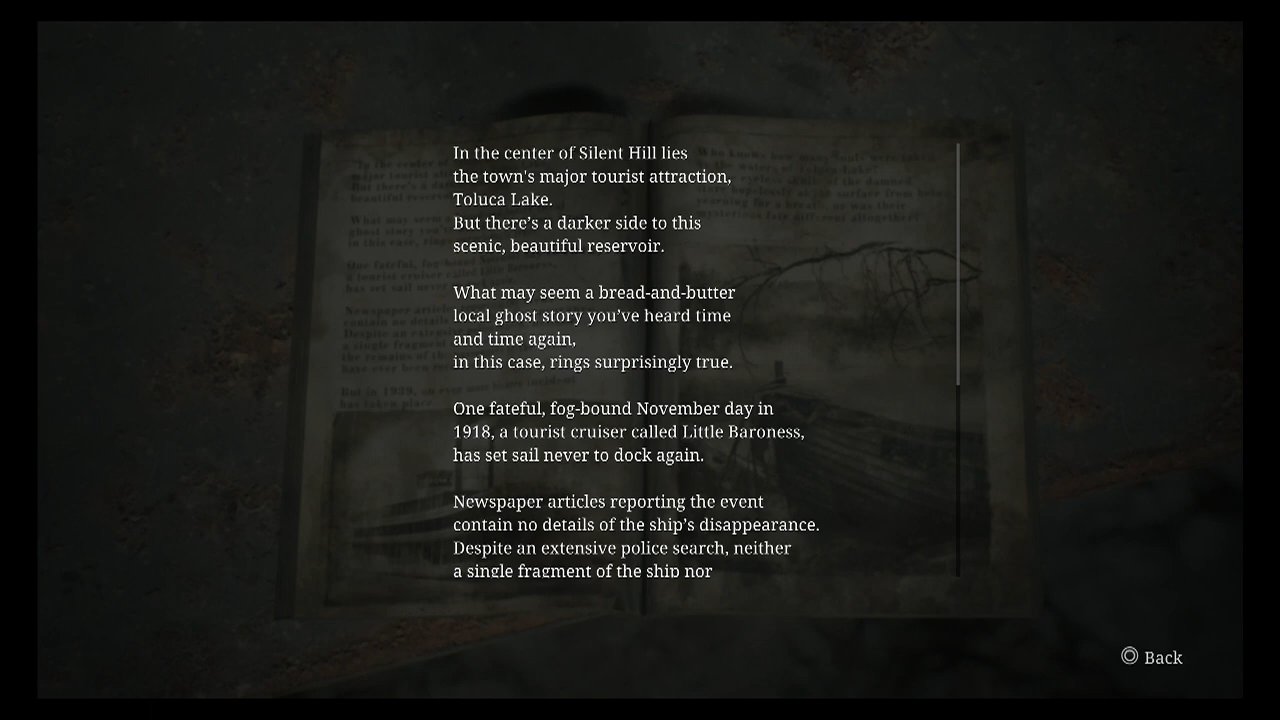 In the center of Silent Hill lies
the town's major tourist attraction,
Toluca Lake.
But there’s a darker side to this
scenic, beautiful reservoir.
What may seem a bread-and-butter
local ghost story you’ve heard time
and time again,
in this case, rings surprisingly true.
One fateful, fog-bound November day in
1918, a tourist cruiser called Little Baroness,
has set sail never to dock again.
Newspaper articles reporting the event
contain no details of the ship’s disappearance.
Despite an extensive police search, neither
a single fragment of the ship nor
Back